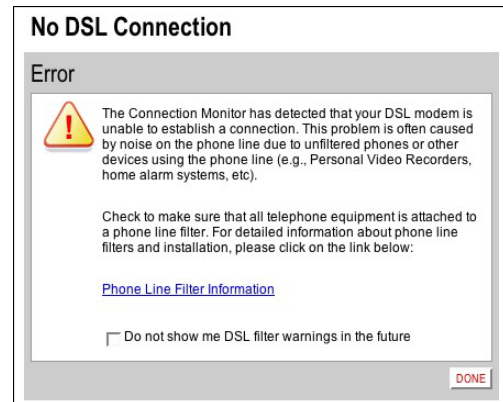 No DSL Connection
Error
The Connection Monitor has detected that your DSL modem is
unable to establish a connection. This problem is often caused
by noise on the phone line due to unfiltered phones or other
devices using the phone line (e.g., Personal Video Recorders,
home alarm systems, etc).
Check to make sure that all telephone equipment is attached to
a phone line filter. For detailed information about phone line
filters and installation, please click on the link below:
Phone Line Filter Information
Do not show me DSL filter warnings in the future
DONE